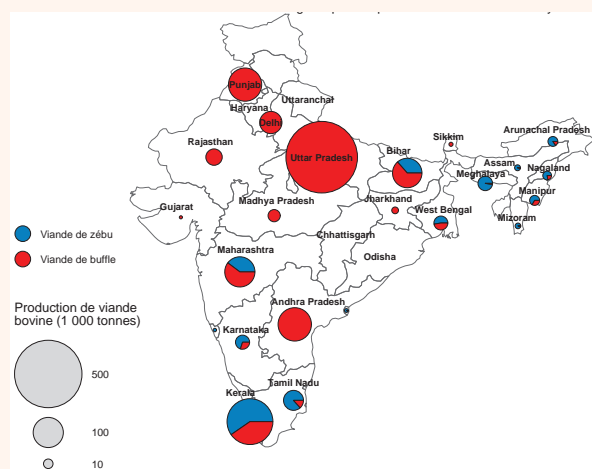 Punjab
Haryana
Uttaranchal
Delhi
Rajasthan
Uttar Pradesh
Bihar
Sikkim
Arunachal Pradesh
Assam
Nagaland
Meghalaya
Manipur
Mizoram
Gujarat
Madhya Pradesh
Jharkhand
West Bengal
Chhattisgarh
Odisha
Maharashtra
Andhra Pradesh
Karnataka
Kerala
Tamil Nadu
Viande de zébu
Viande de buffle
Production de viande
bovine (1 000 tonnes)
500
100
10